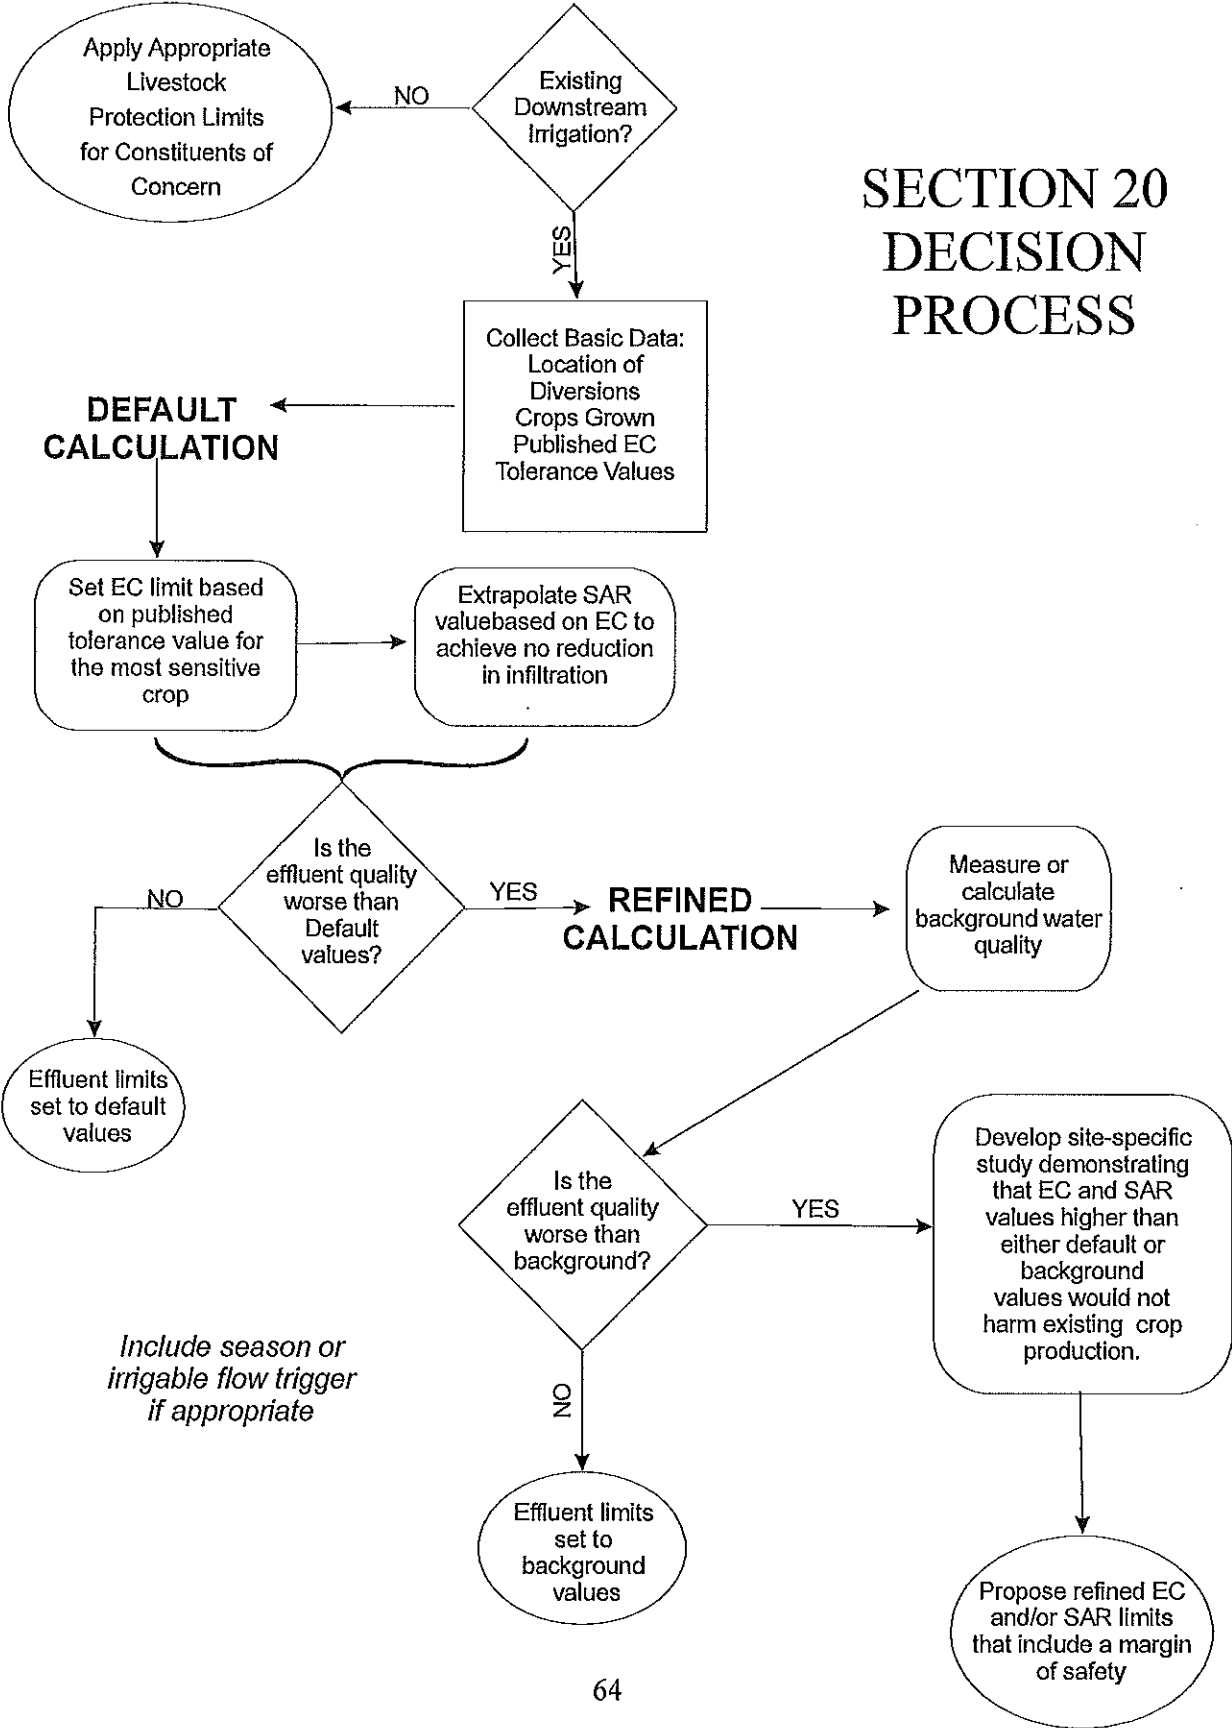 Apply Appropriate
Livestock
Protection Limits
for Constituents of
Concern
NO
Existing
Downstream
Irrigation?
SECTION 20
DECISION
PROCESS
YES
Collect Basic Data:
Location of
Diversions
Crops Grown
Published EC
Tolerance Values
DEFAULT
CALCULATION
Set EC limit based
on published
tolerance value for
the most sensitive
crop
Extrapolate SAR
valuebased on EC to
achieve no reduction
in infiltration
Is the
effluent quality
worse than
Default
values?
NO
YES
REFINED
CALCULATION
Measure or
calculate
background water
quality
Effluent limits
set to default
values
Is the
effluent quality
worse than
background?
YES
Develop site-specific
study demonstrating
that EC and SAR
values higher than
either default or
background
values would not
harm existing crop
production.
Include season or
irrigable flow trigger
if appropriate
NO
Effluent limits
set to
background
values
Propose refined EC
and/or SAR limits
that include a margin
of safety
64